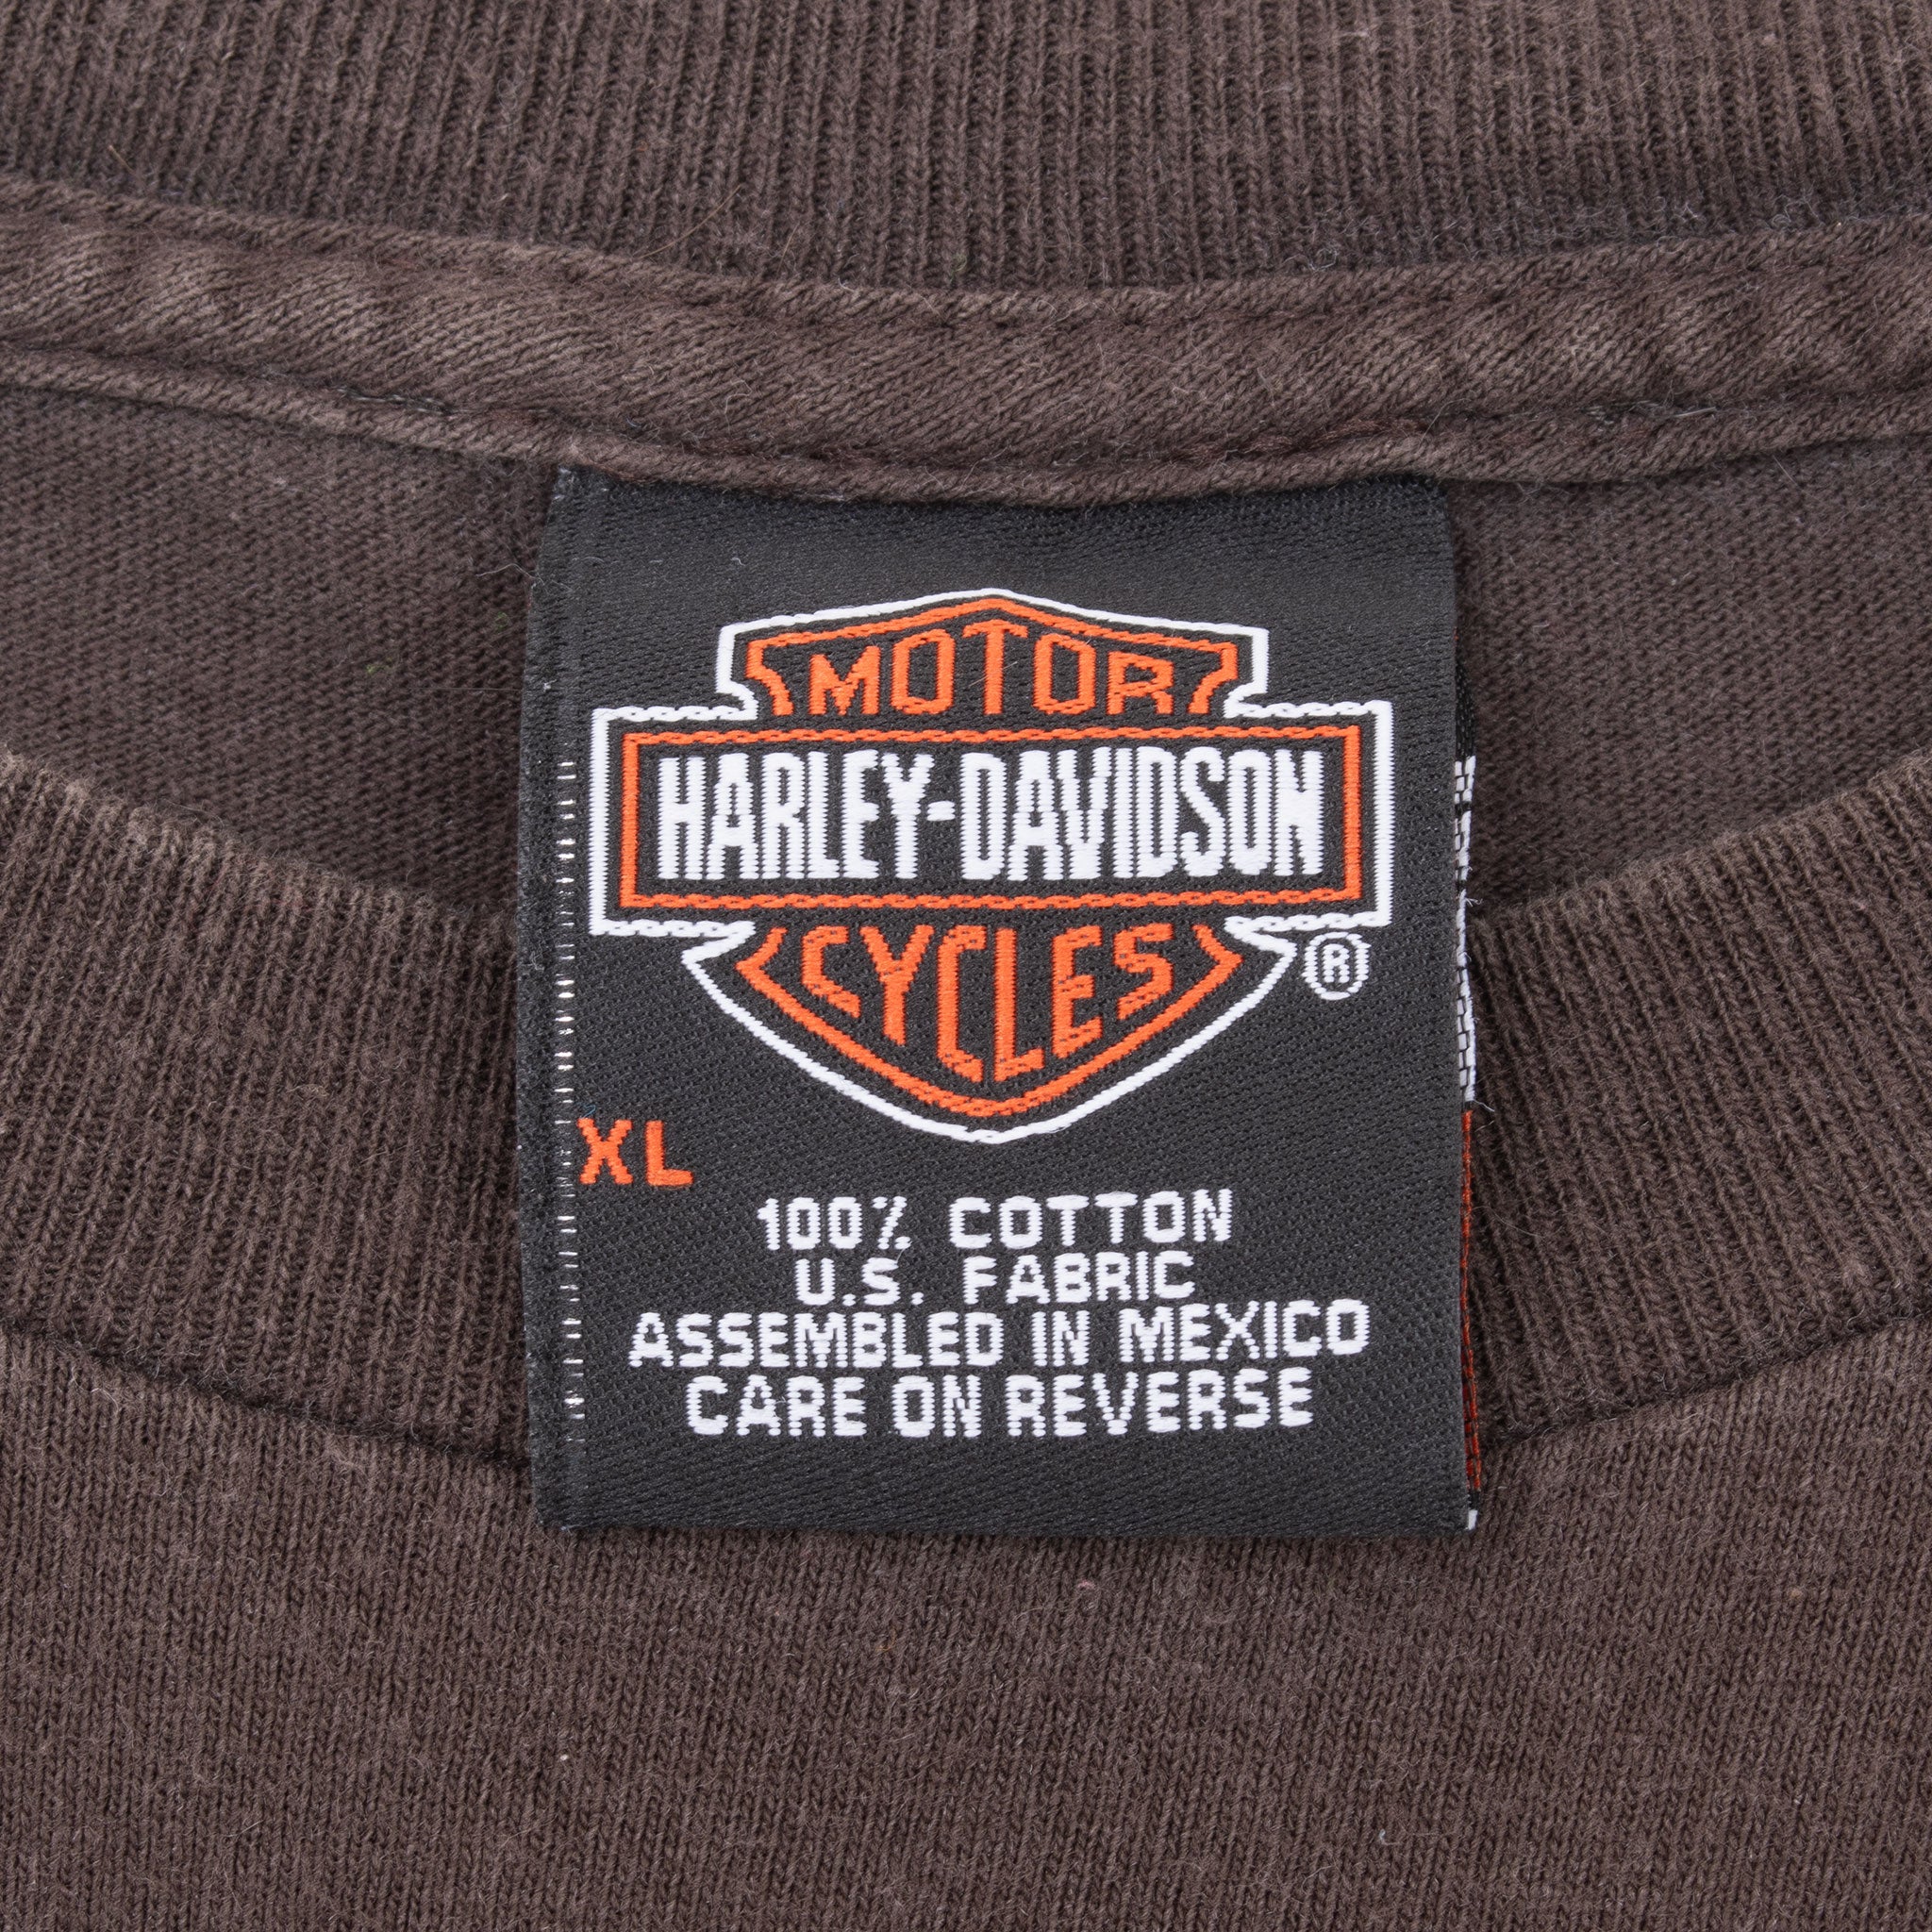 MOTOR
HARLEY-DAVIDSON
CYCLES
®
XL
100% COTTON
U.S. FABRIC
ASSEMBLED IN MEXICO
CARE ON REVERSE